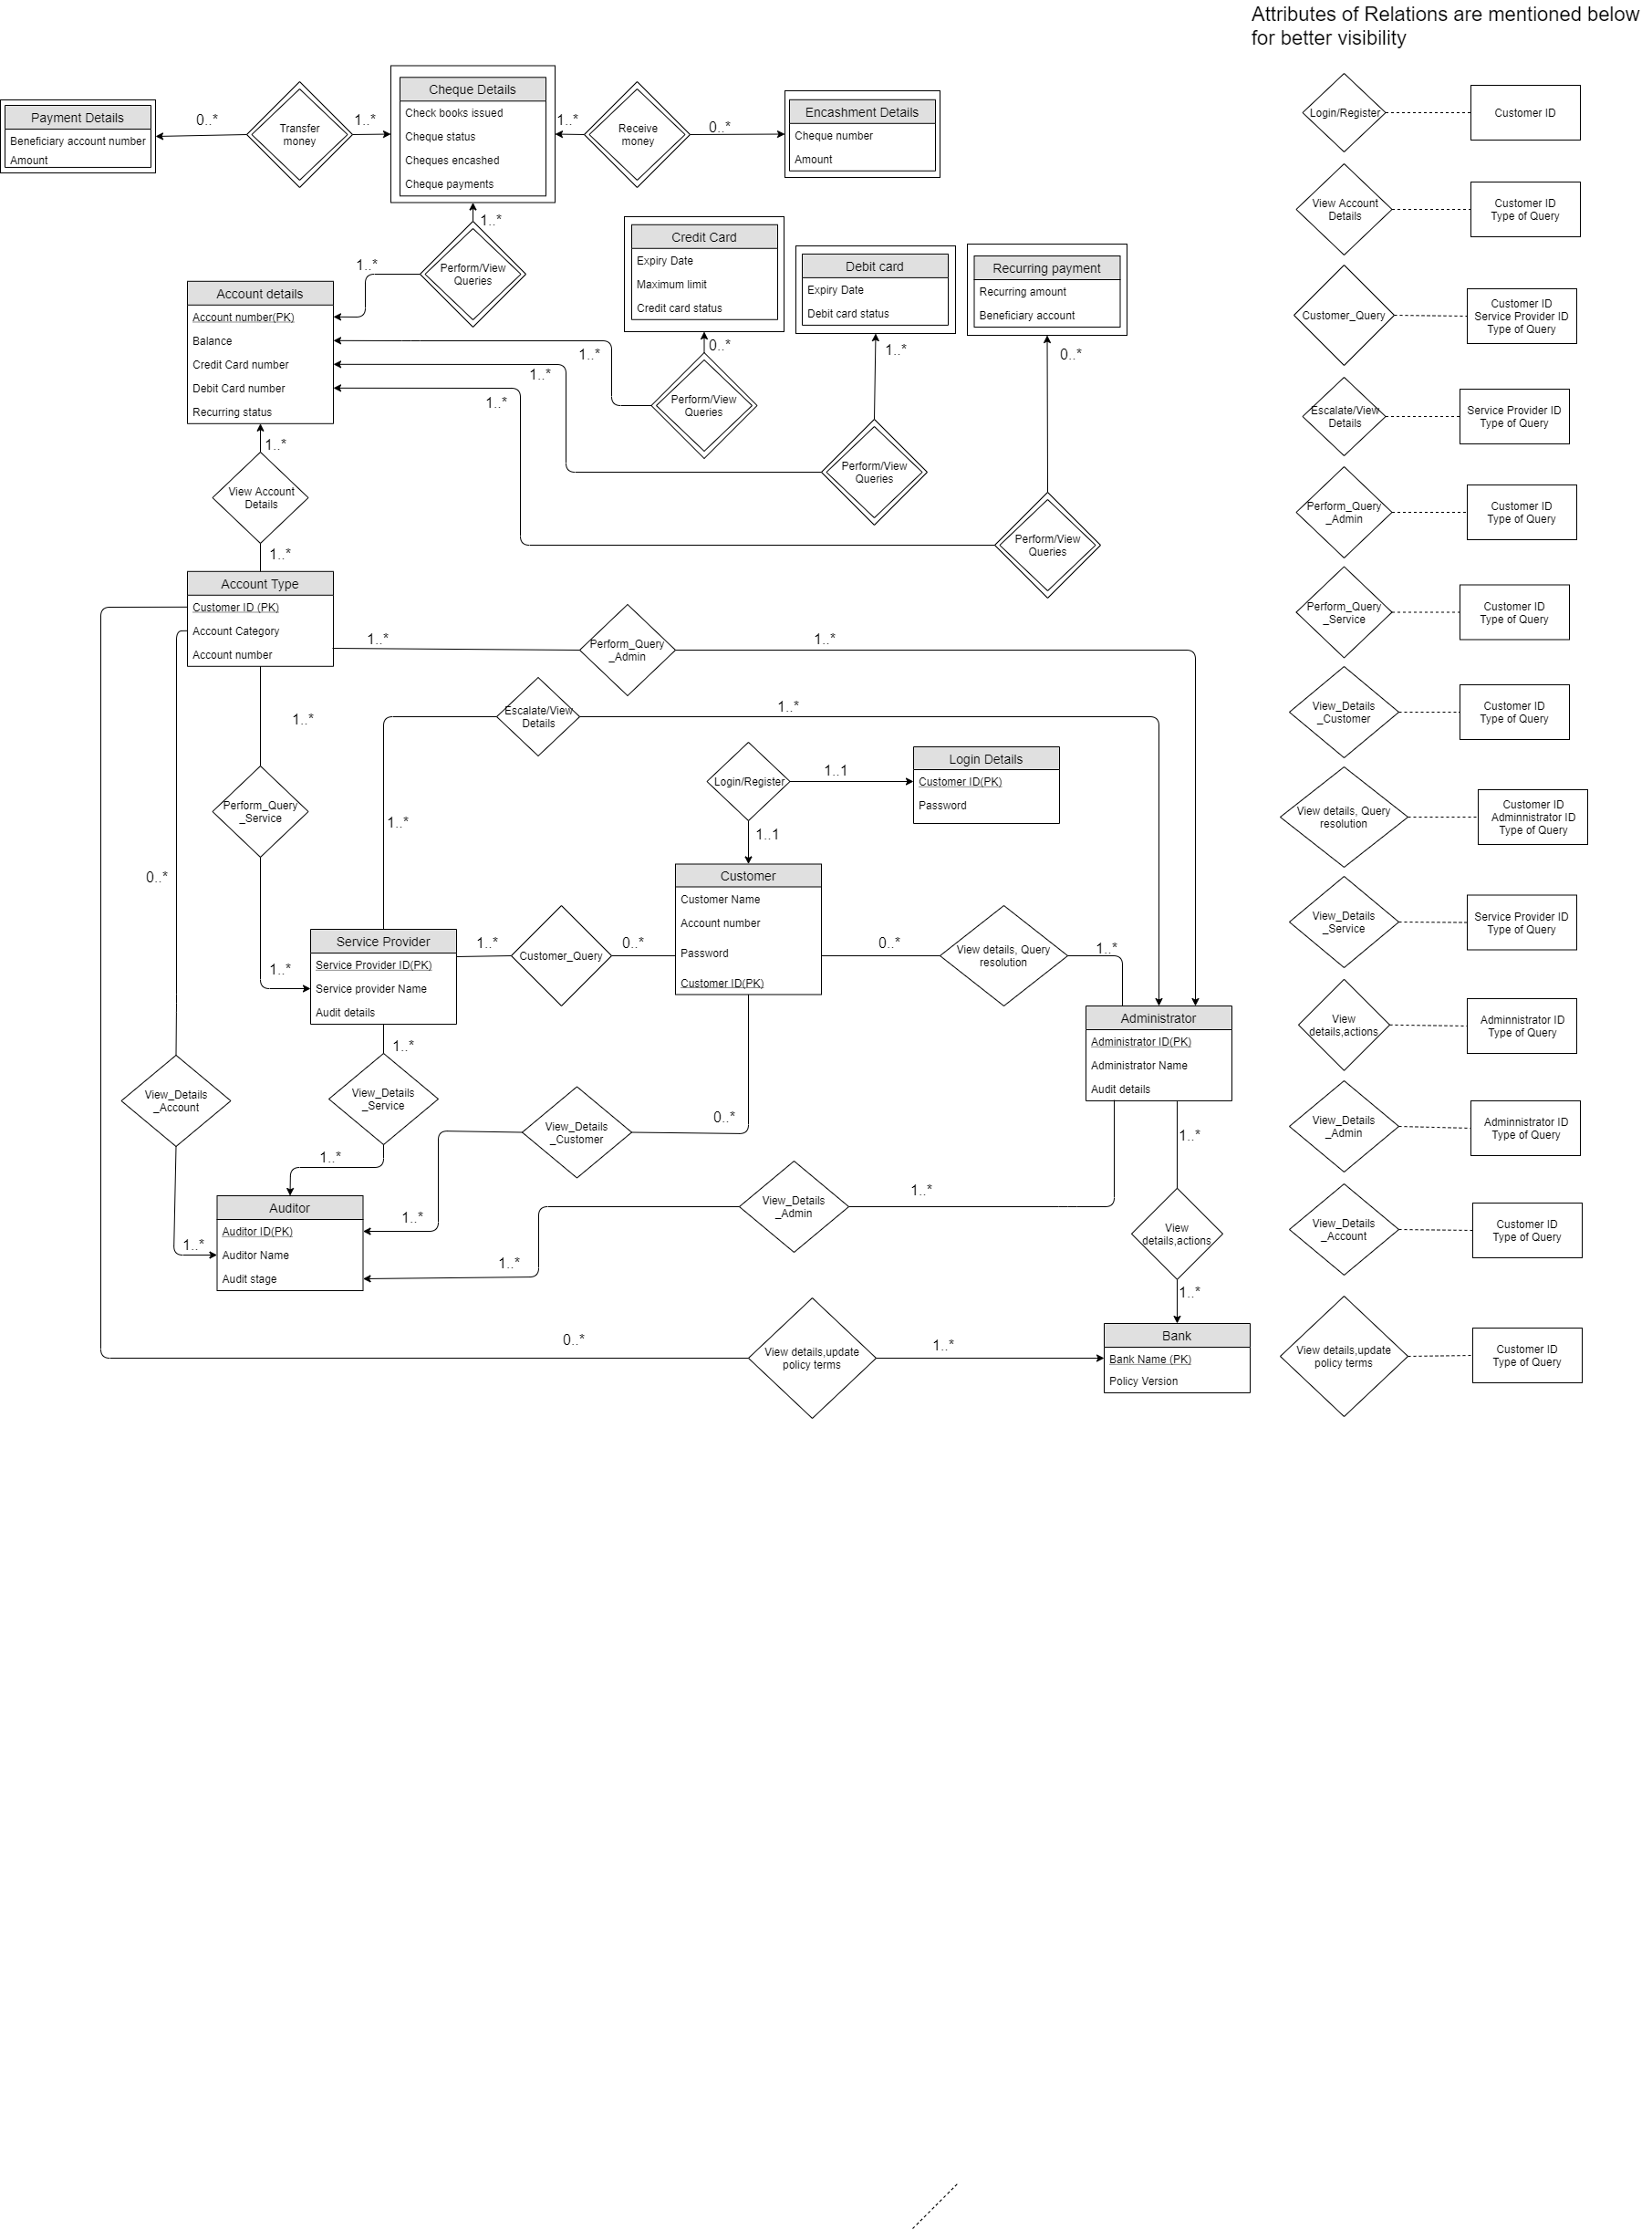 Attributes of Relations are mentioned below
for better visibility
Payment Details
Beneficiary account number
Amount
0..*
Transfer
money
1..*
Cheque Details
Check books issued
Cheque status
Cheques encashed
Cheque payments
1..*
Receive
money
0..*
Encashment Details
Cheque number
Amount
1..*
Perform/View
Queries
1..*
Account details
Account number(PK)
Balance
Credit Card number
Debit Card number
Recurring status
Credit Card
Expiry Date
Maximum limit
Credit card status
Debit card
Expiry Date
Debit card status
Recurring payment
Recurring amount
Beneficiary account
0..*
1..*
Perform/View
Queries
1..*
1..*
Perform/View
Queries
0..*
1..*
Perform/View
Queries
1..*
View Account
Details
1..*
Account Type
Customer ID (PK)
Account Category
Account number
1..*
Perform_Query
_Admin
1..*
Escalate/View
Details
1..*
1..*
1..*
Perform_Query
_Service
1..*
Login/Register
1..1
Login Details
Customer ID(PK)
Password
1..1
Customer
Customer Name
Account number
Password
Customer ID(PK)
0..*
Service Provider
Service Provider ID(PK)
Service provider Name
Audit details
1..*
Customer_Query
0..*
0..*
View details, Query
resolution
1..*
Administrator
Administrator ID(PK)
Administrator Name
Audit details
View_Details
_Account
1..*
View_Details
_Service
1..*
View_Details
_Customer
0..*
1..*
1..*
Auditor
Auditor ID(PK)
Auditor Name
Audit stage
1..*
View_Details
_Admin
1..*
1..*
View
details,actions
1..*
0..*
View details,update
policy terms
1..*
Bank
Bank Name (PK)
Policy Version
Login/Register
Customer ID
View Account
Details
Customer ID
Type of Query
Customer_Query
Customer ID
Service Provider ID
Type of Query
Escalate/View
Details
Service Provider ID
Type of Query
Perform_Query
_Admin
Customer ID
Type of Query
Perform_Query
_Service
Customer ID
Type of Query
View_Details
_Customer
Customer ID
Type of Query
View details, Query
resolution
Customer ID
Adminnistrator ID
Type of Query
View_Details
_Service
Service Provider ID
Type of Query
View
details,actions
Adminnistrator ID
Type of Query
View_Details
_Admin
Adminnistrator ID
Type of Query
View_Details
_Account
Customer ID
Type of Query
View details,update
policy terms
Customer ID
Type of Query